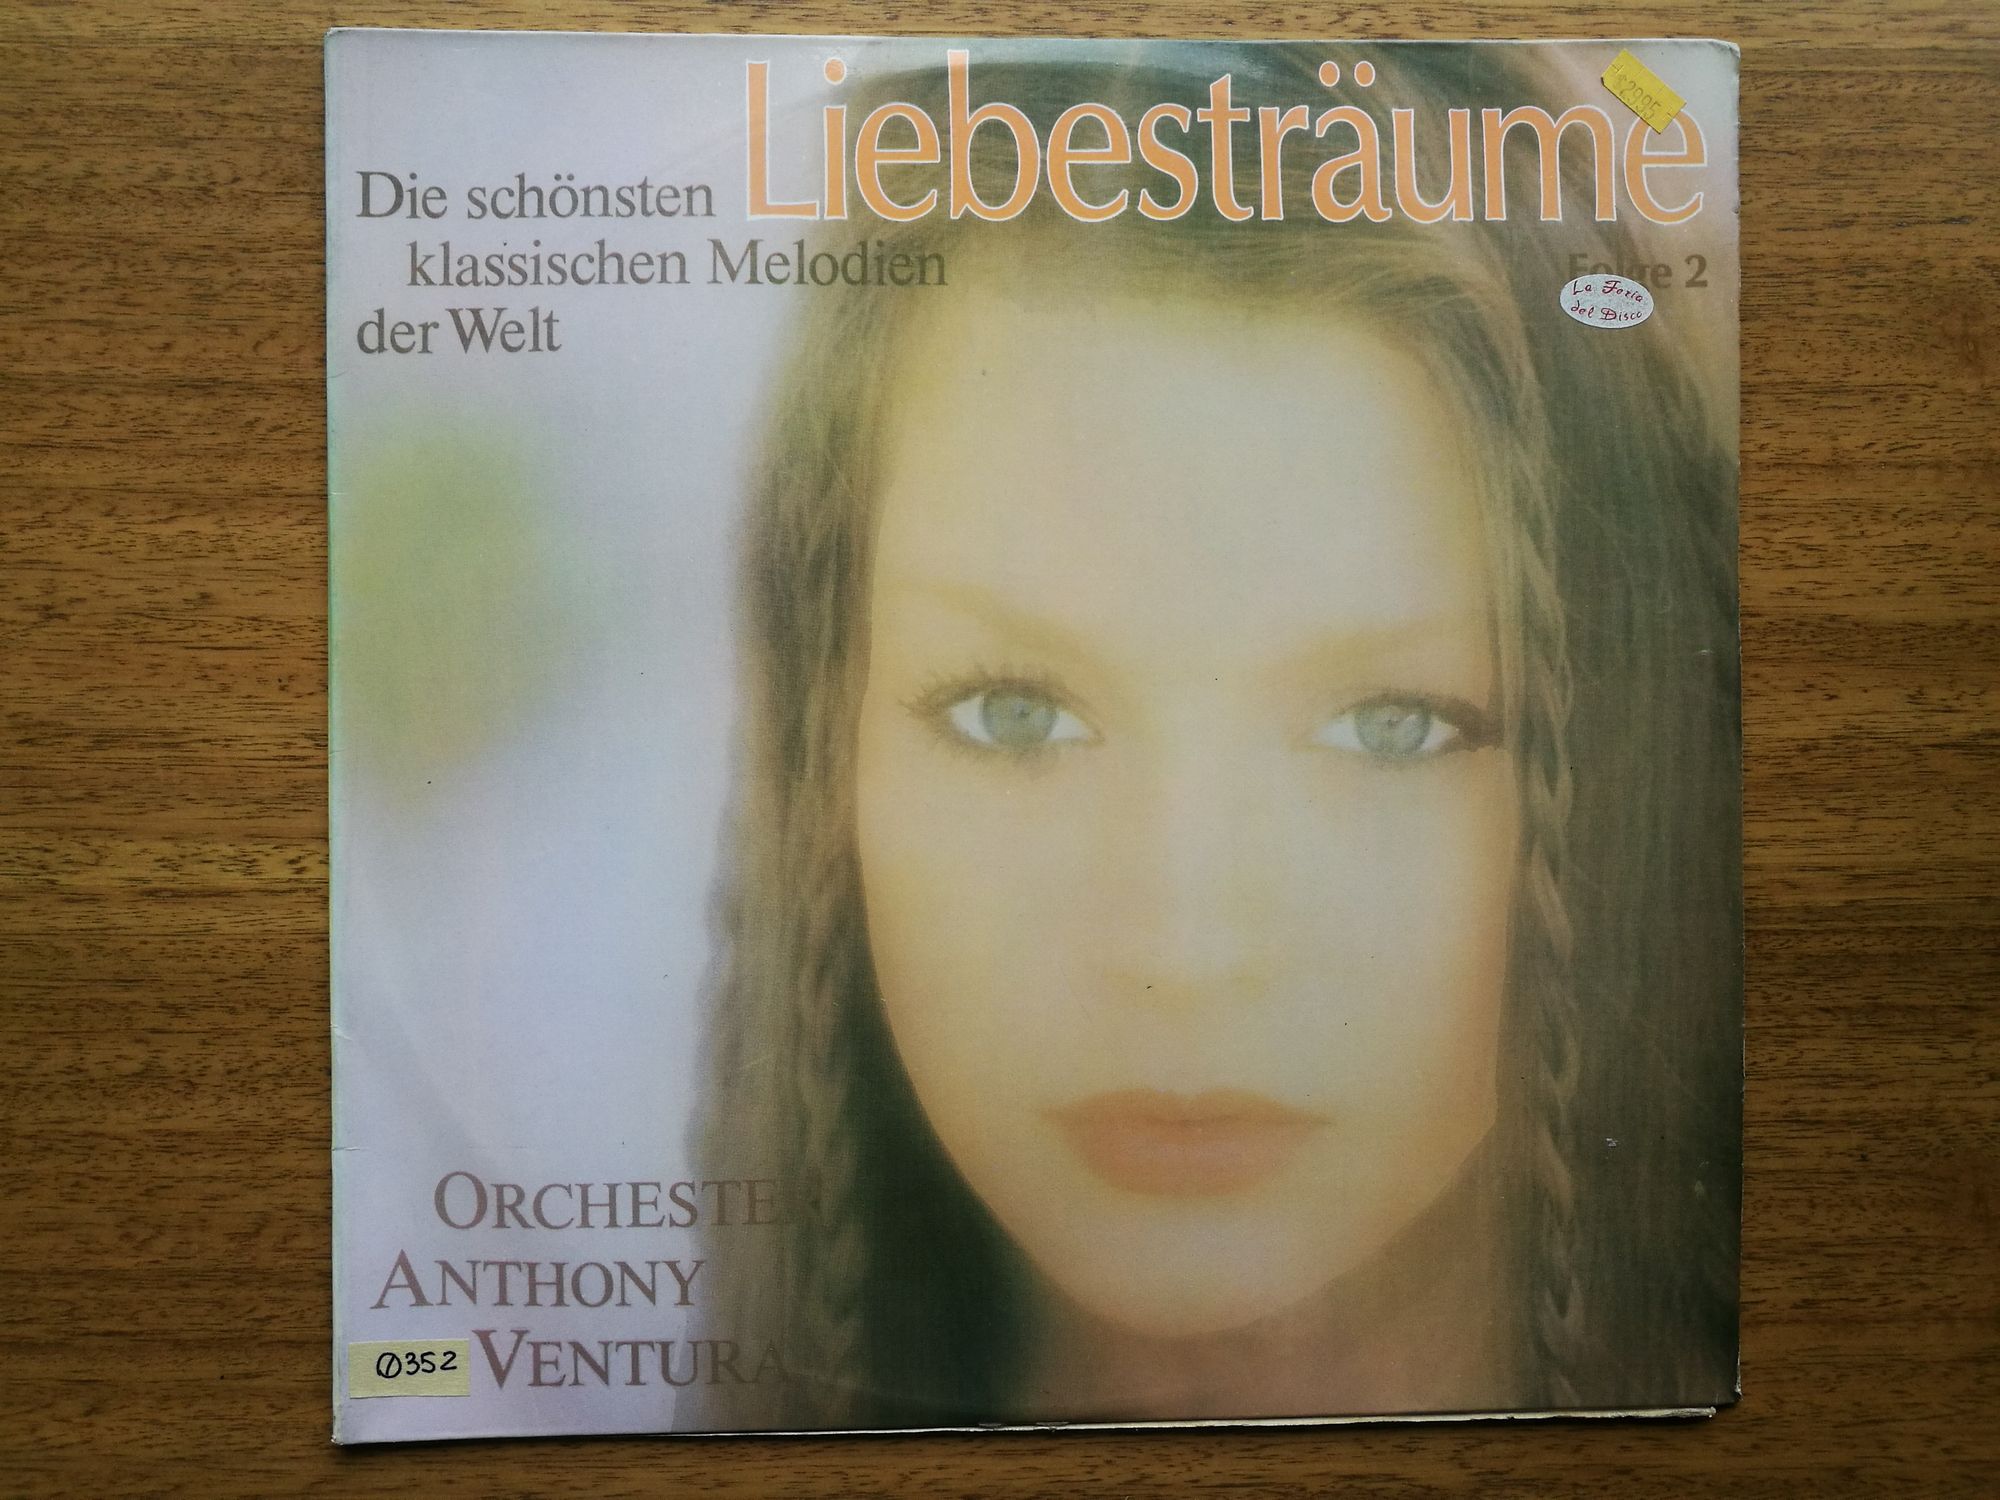 Liebesträume
Die schönsten
klassischen Melodien
der Welt
Folge 2
La Feria
del Disco
ORCHESTER
ANTHONY
VENTURA
0352